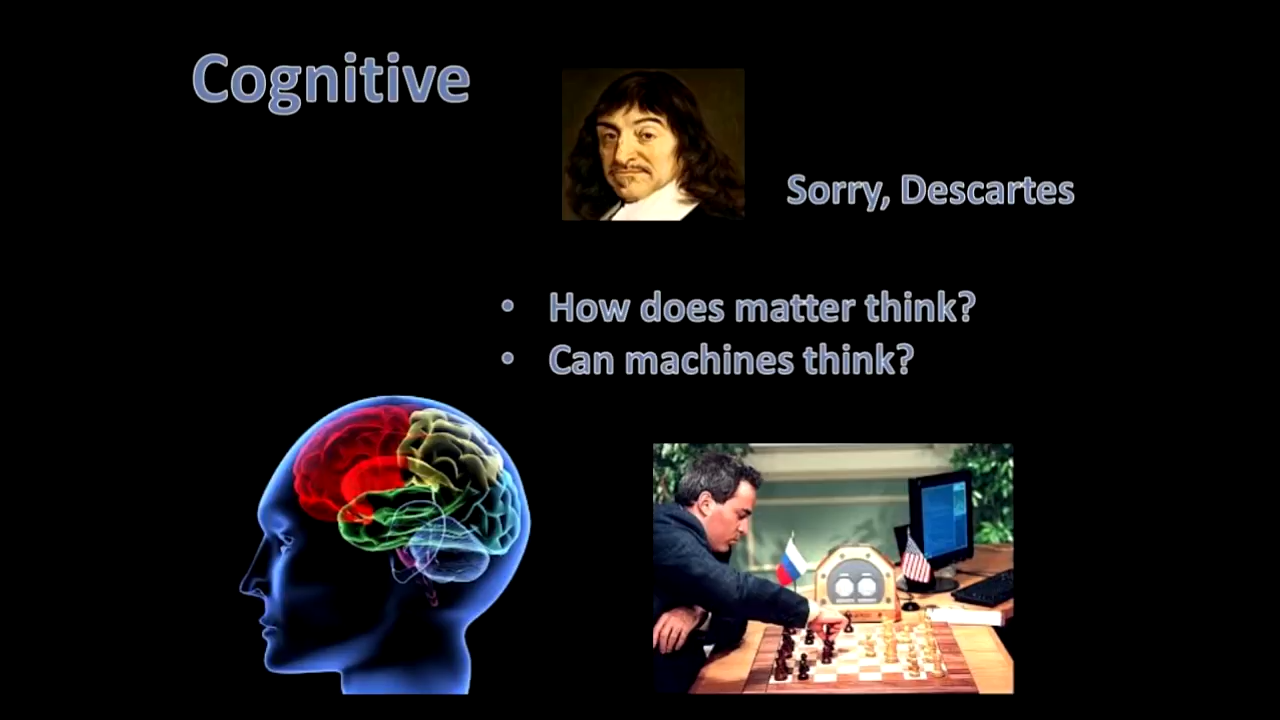 Cognitive
Sorry, Descartes
• How does matter think?
• Can machines think?